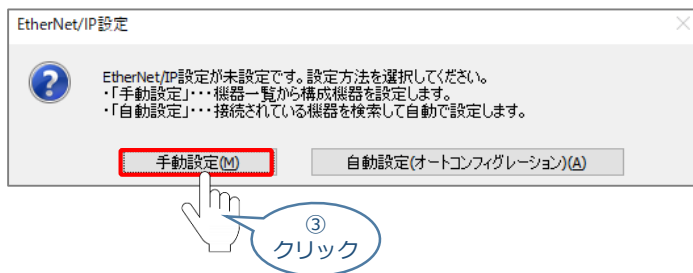 EtherNet/IP設定
EtherNet/IP設定が未設定です。設定方法を選択してください。
・「手動設定」・・・機器一覧から構成機器を設定します。
・「自動設定」・・・接続されている機器を検索して自動で設定します。
手動設定(M)
自動設定(オートコンフィグレーション)(A)
③
クリック